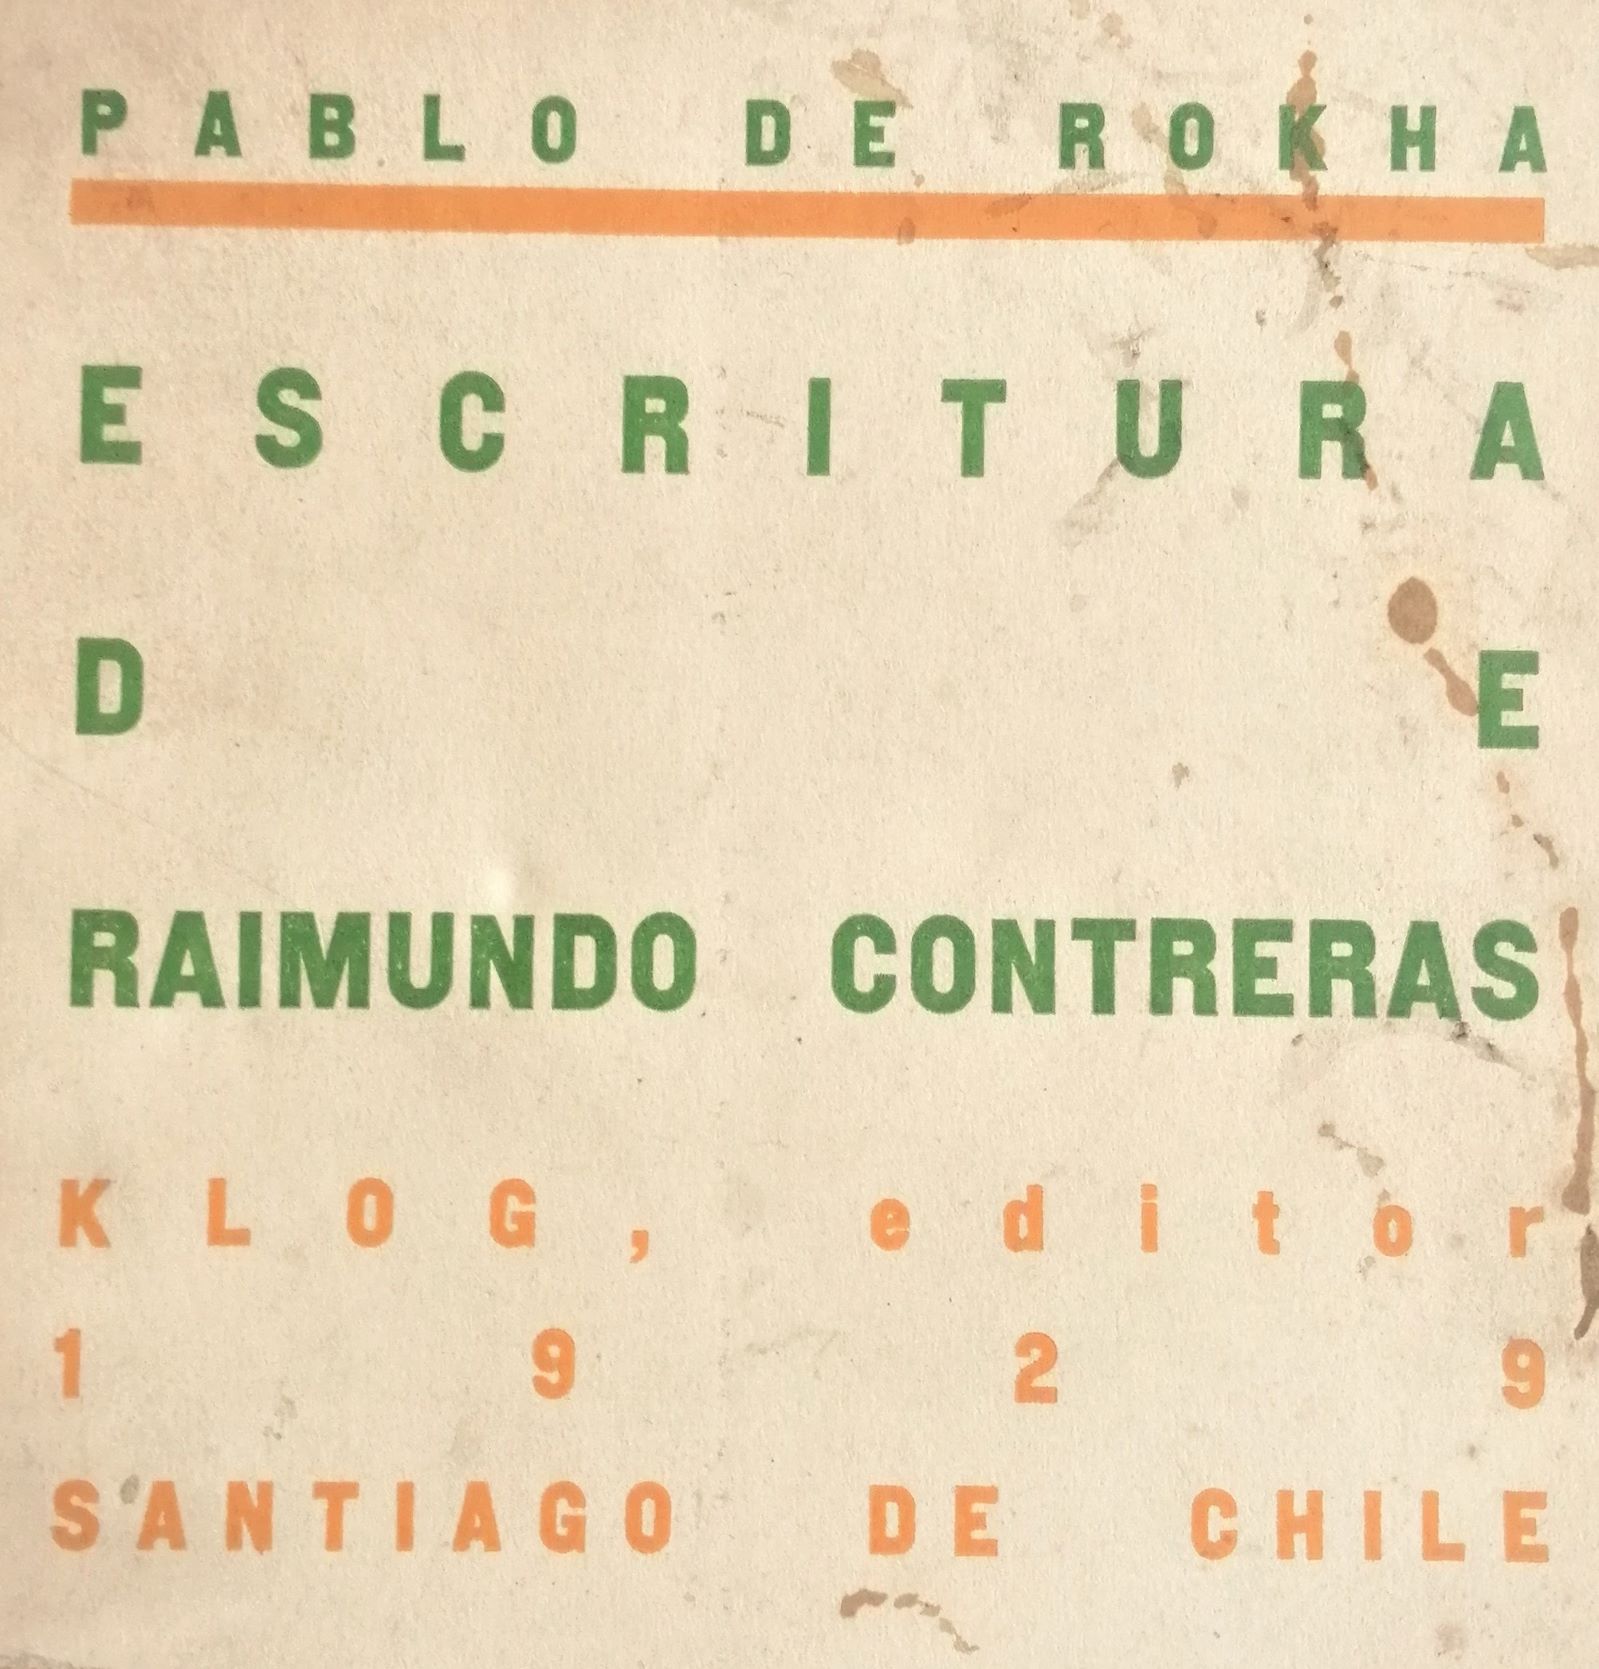 PABLO DE ROKHA
ESCRITURA
DE
RAIMUNDO CONTRERAS
KLOG, editor
1929
SANTIAGO DE CHILE